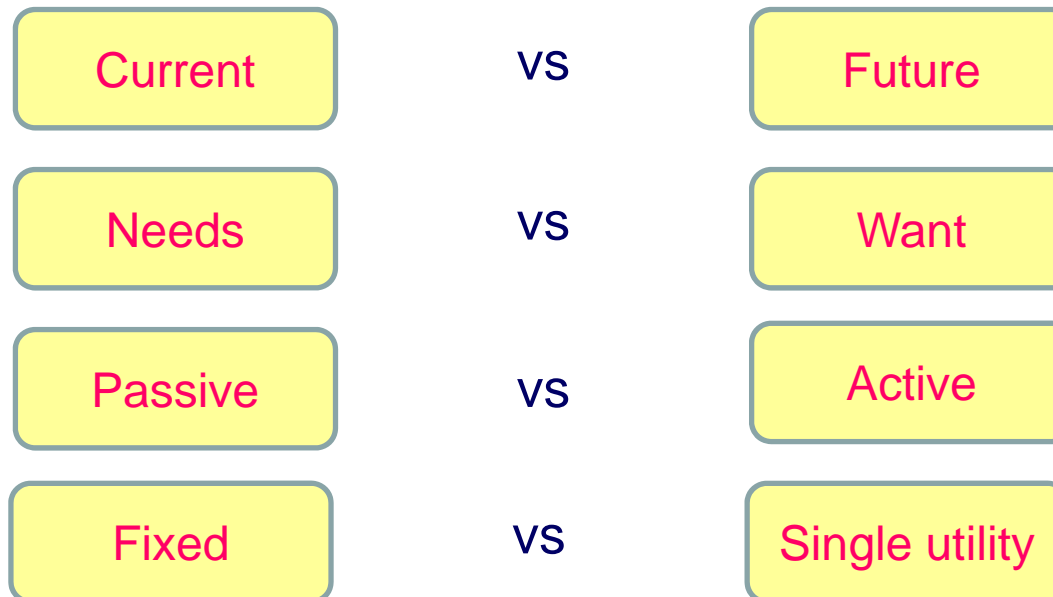 Current vs Future
Needs vs Want
Passive vs Active
Fixed vs Single utility